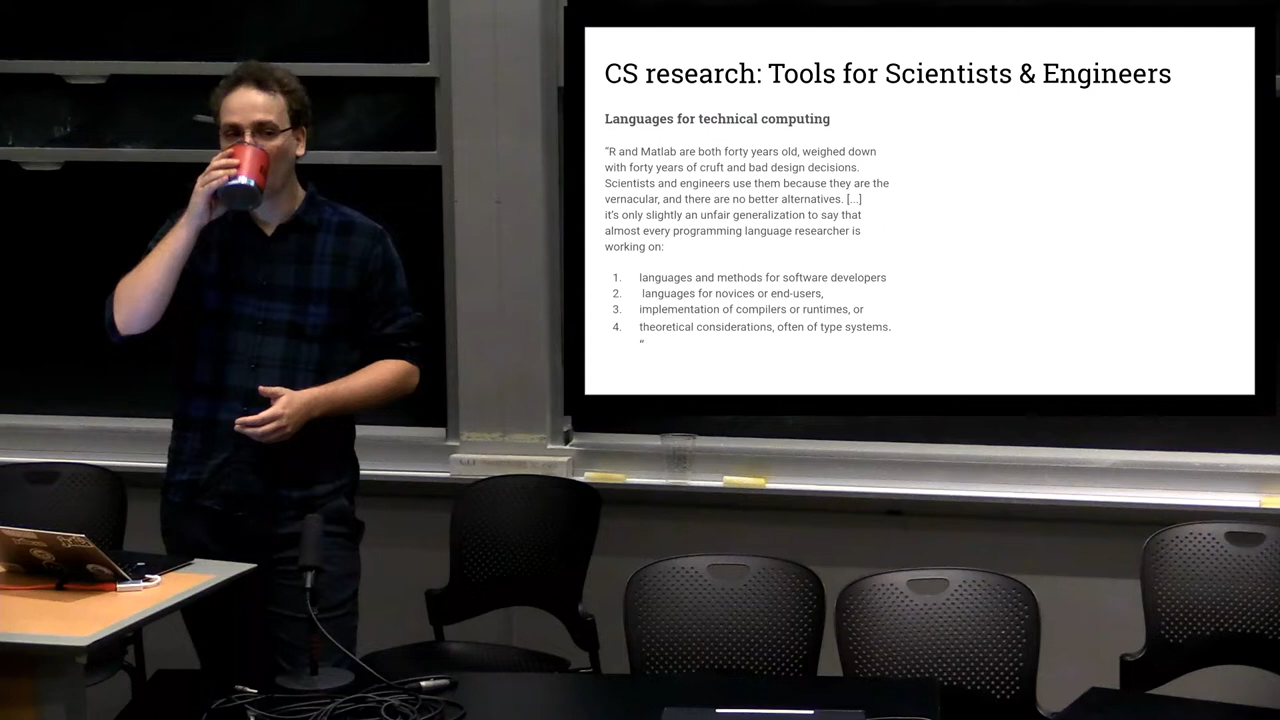 CS research: Tools for Scientists & Engineers
Languages for technical computing
“R and Matlab are both forty years old, weighed down
with forty years of cruft and bad design decisions.
Scientists and engineers use them because they are the
vernacular, and there are no better alternatives. [...]
it’s only slightly an unfair generalization to say that
almost every programming language researcher is
working on:
1. languages and methods for software developers
2. languages for novices or end-users,
3. implementation of compilers or runtimes, or
4. theoretical considerations, often of type systems.
“